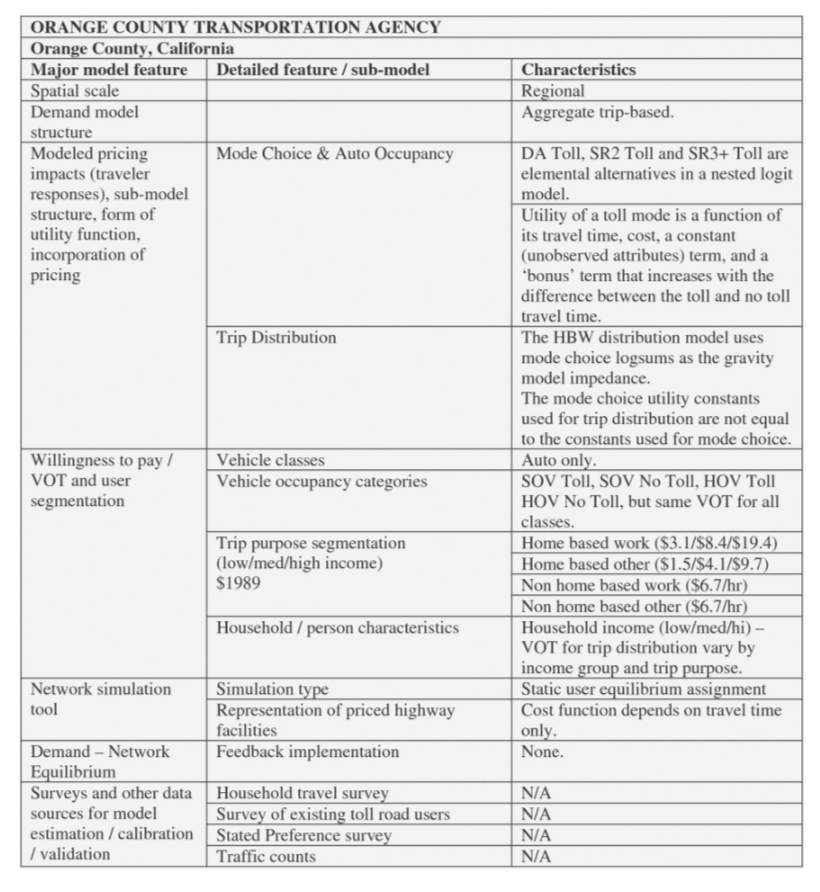 ORANGE COUNTY TRANSPORTATION AGENCY
Orange County, California
Major model feature Detailed feature / sub-model Characteristics
Spatial scale Regional
Demand model
structure
Aggregate trip-based.
Modeled pricing
impacts (traveler
responses), sub-model
structure, form of
utility function,
incorporation of
pricing
Mode Choice & Auto Occupancy
DA Toll, SR2 Toll and SR3+ Toll are
elemental alternatives in a nested logit
model.
Utility of a toll mode is a function of
its travel time, cost, a constant
(unobserved attributes) term, and a
‘bonus’ term that increases with the
difference between the toll and no toll
travel time.
Trip Distribution
The HBW distribution model uses
mode choice logsums as the gravity
model impedance.
The mode choice utility constants
used for trip distribution are not equal
to the constants used for mode choice.
Willingness to pay /
VOT and user
segmentation
Vehicle classes
Auto only.
Vehicle occupancy categories
SOV Toll, SOV No Toll, HOV Toll
HOV No Toll, but same VOT for all
classes.
Trip purpose segmentation
(low/med/high income)
$1989
Home based work ($3.1/$8.4/$19.4)
Home based other ($1.5/$4.1/$9.7)
Non home based work ($6.7/hr)
Non home based other ($6.7/hr)
Household / person characteristics
Household income (low/med/hi) –
VOT for trip distribution vary by
income group and trip purpose.
Network simulation
tool
Simulation type
Static user equilibrium assignment
Representation of priced highway
facilities
Cost function depends on travel time
only.
Demand – Network
Equilibrium
Feedback implementation
None.
Surveys and other data
sources for model
estimation / calibration
/ validation
Household travel survey
N/A
Survey of existing toll road users
N/A
Stated Preference survey
N/A
Traffic counts
N/A